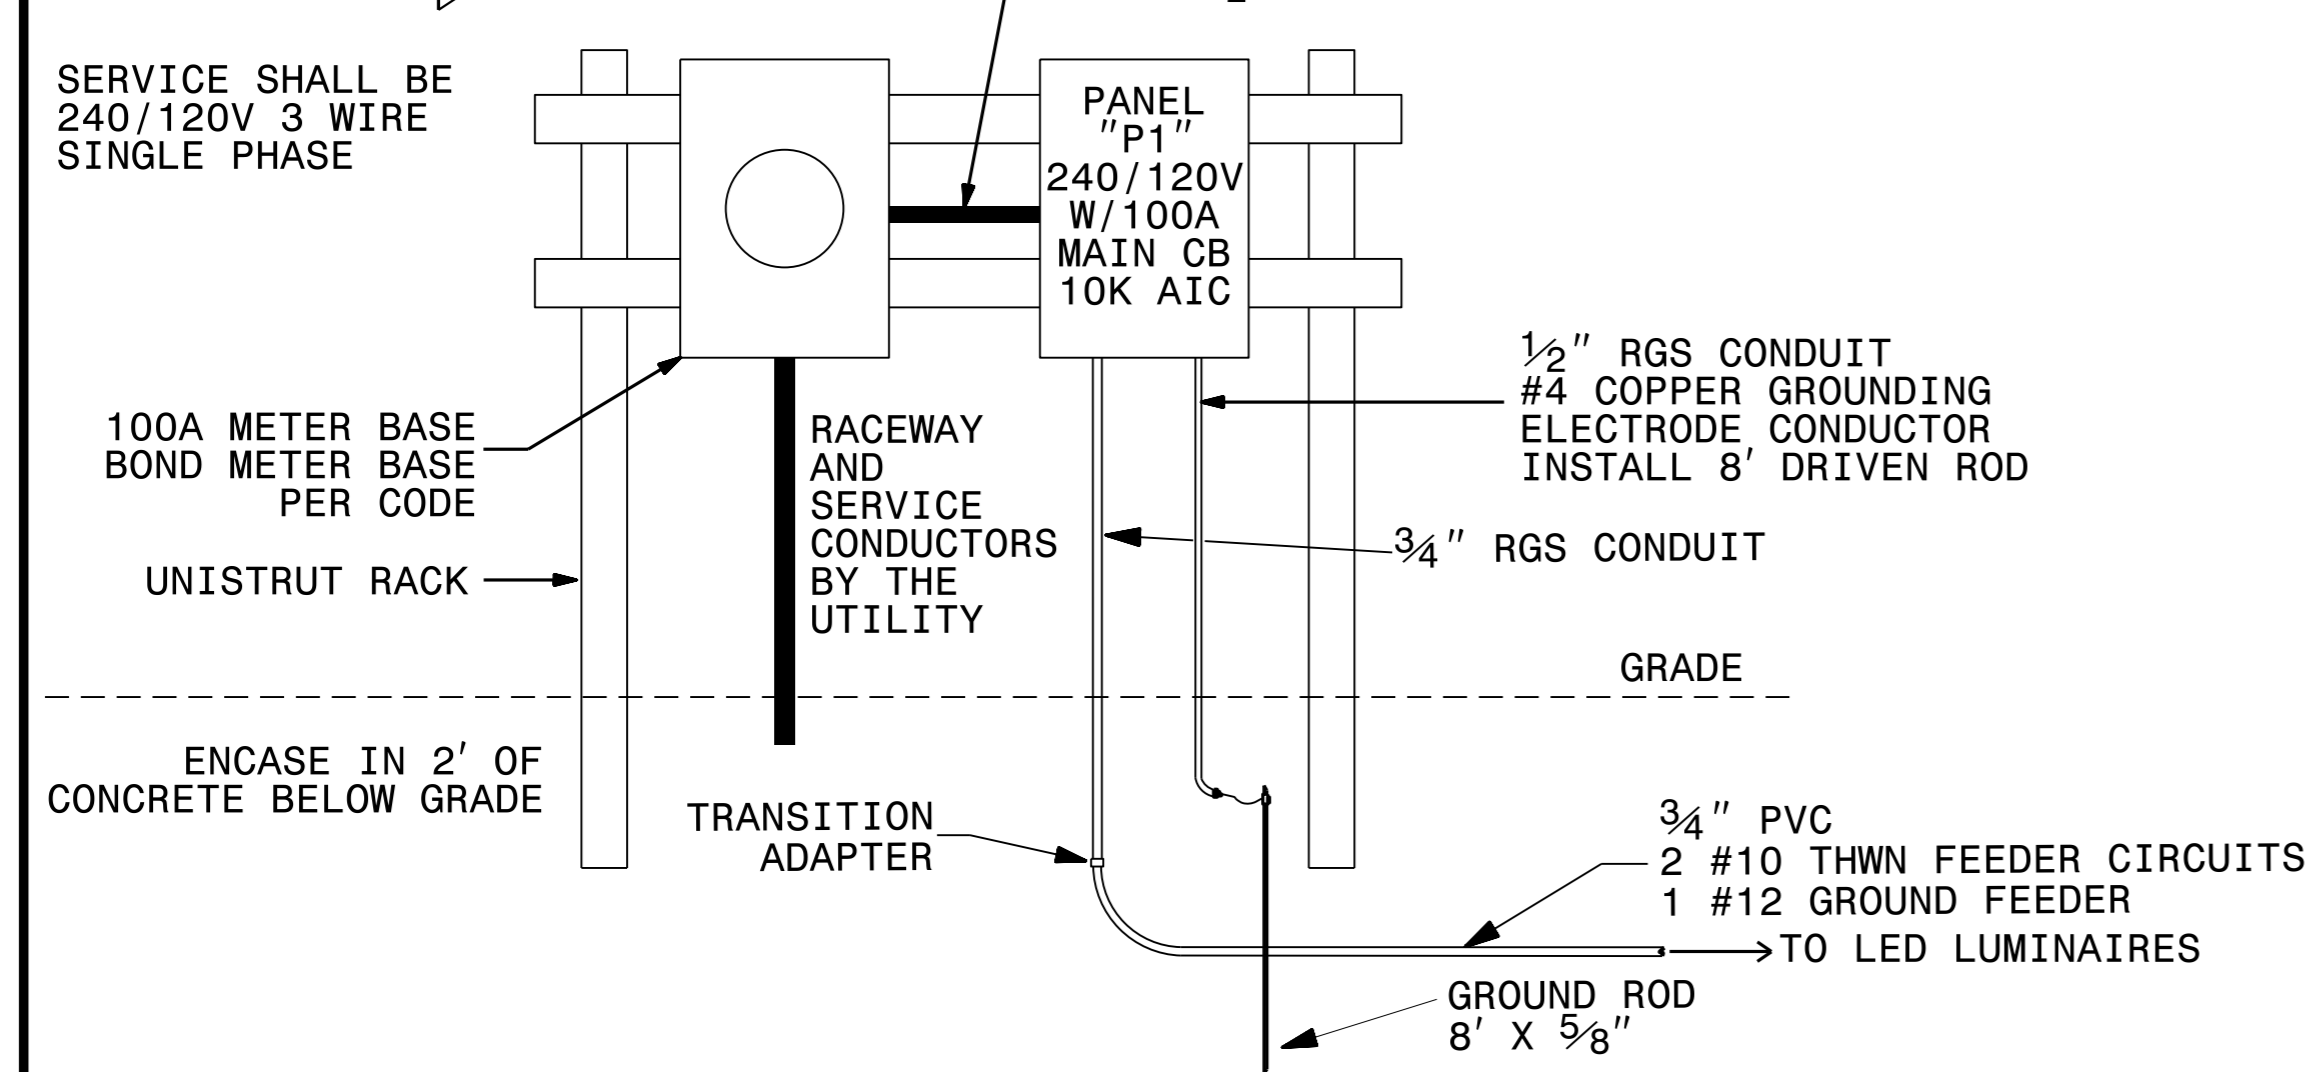 SERVICE SHALL BE
240/120V 3 WIRE
SINGLE PHASE
PANEL
"P1"
240/120V
W/100A
MAIN CB
10K AIC
1/2" RGS CONDUIT
#4 COPPER GROUNDING
ELECTRODE CONDUCTOR
INSTALL 8' DRIVEN ROD
100A METER BASE
BOND METER BASE
PER CODE
RACEWAY
AND
SERVICE
CONDUCTORS
BY THE
UTILITY
3/4" RGS CONDUIT
UNISTRUT RACK
GRADE
ENCASE IN 2' OF
CONCRETE BELOW GRADE
TRANSITION
ADAPTER
3/4" PVC
2 #10 THWN FEEDER CIRCUITS
1 #12 GROUND FEEDER
TO LED LUMINAIRES
GROUND ROD
8' X 5/8"